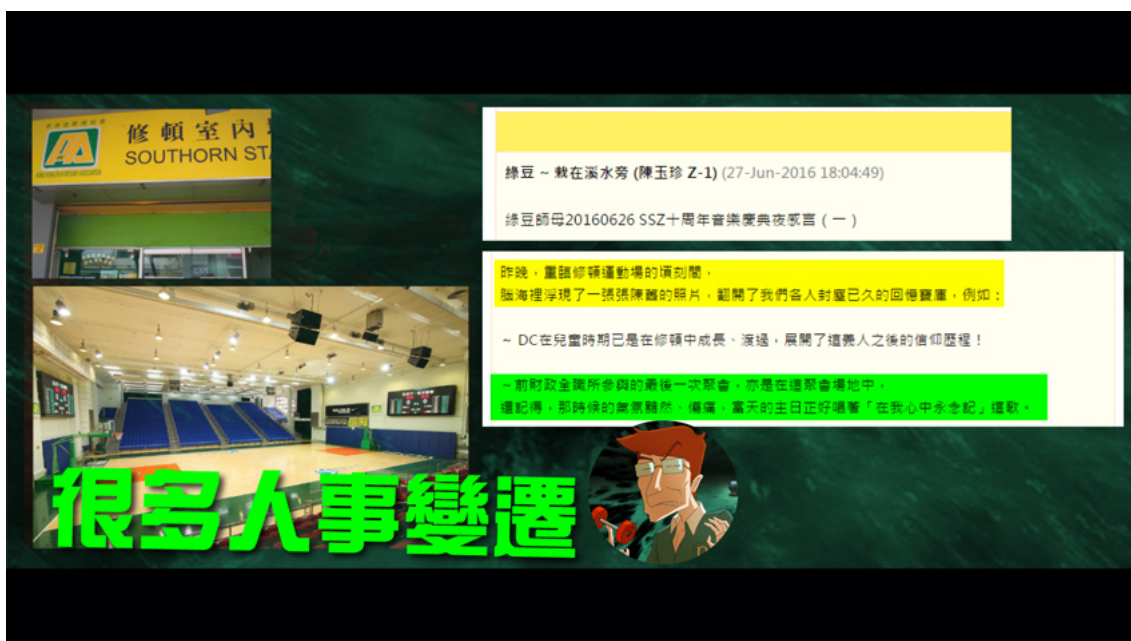 修頓室內
SOUTHORN ST
綠豆 ~ 栽在溪水旁 (陳玉珍 Z-1) (27-Jun-2016 18:04:49)
綠豆師母20160626 SSZ十周年音樂慶典夜感言（一）
昨晚，重臨修頓運動場的頃刻間，
腦海裡浮現了一張張陳舊的照片，翻開了我們各人封塵已久的回憶寶庫，例如：
~ DC在兒童時期已是在修頓中成長、渡過，展開了這義人之後的信仰歷程！
~前財政全職所參與的最後一次聚會，亦是在這聚會場地中，
還記得，那時候的氣氛黯然、傷痛，當天的主日正好唱著「在我心中永念記」這歌。
很多人事變遷